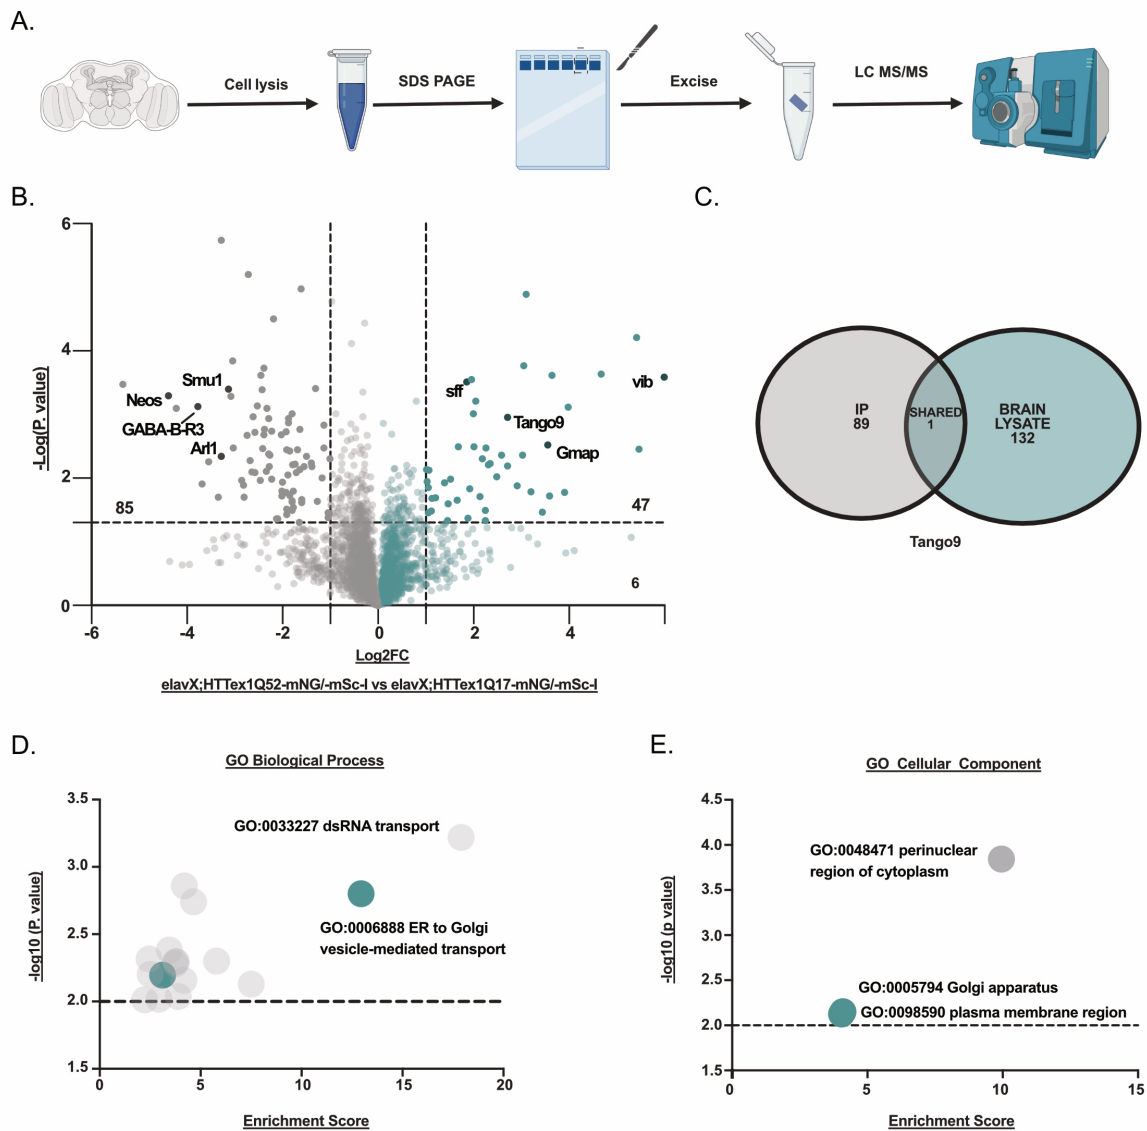 A.
Cell lysis
SDS PAGE
Excise
LC MS/MS
B.
-Log(P. value)
6
4
2
0
-6
-4
-2
0
2
4
Neos
Smu1
GABA-B-R3
Arl1
sff
Tango9
Gmap
vib
85
47
6
Log2FC
elavX;HTTex1Q52-mNG/-mSc-I vs elavX;HTTex1Q17-mNG/-mSc-I
C.
IP
89
SHARED
1
BRAIN
LYSATE
132
Tango9
D.
GO Biological Process
-log10 (P. value)
3.5
3.0
2.5
2.0
1.5
0
5
10
15
20
GO:0033227 dsRNA transport
GO:0006888 ER to Golgi
vesicle-mediated transport
Enrichment Score
E.
GO Cellular Component
-log10 (p value)
4.5
4.0
3.5
3.0
2.5
2.0
1.5
0
5
10
15
GO:0048471 perinuclear
region of cytoplasm
GO:0005794 Golgi apparatus
GO:0098590 plasma membrane region
Enrichment Score